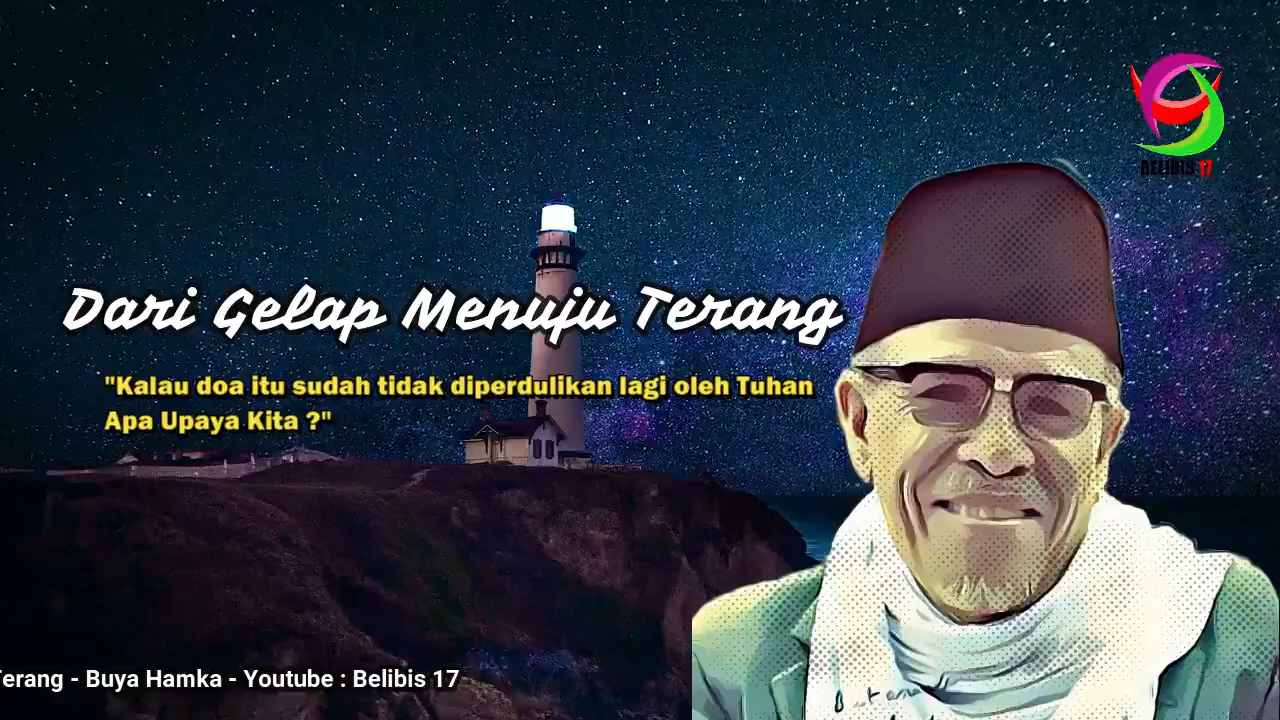 BELIBIS 17
Dari Gelap Menuju Terang
"Kalau doa itu sudah tidak diperdulikan lagi oleh Tuhan
Apa Upaya Kita ?"
Terang - Buya Hamka - Youtube : Belibis 17